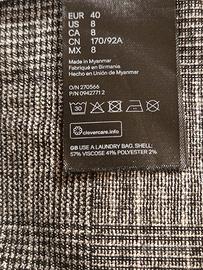 EUR 40
US 8
CA 8
CN 170/92A
MX 8
Made in Myanmar
Fabriqué en Birmanie
Hecho en Unión de Myanmar
O/N 270566
P/N 0942771 2
30
clevercare.info
GB USE A LAUNDRY BAG. SHELL:
57% VISCOSE 41% POLYESTER 2%